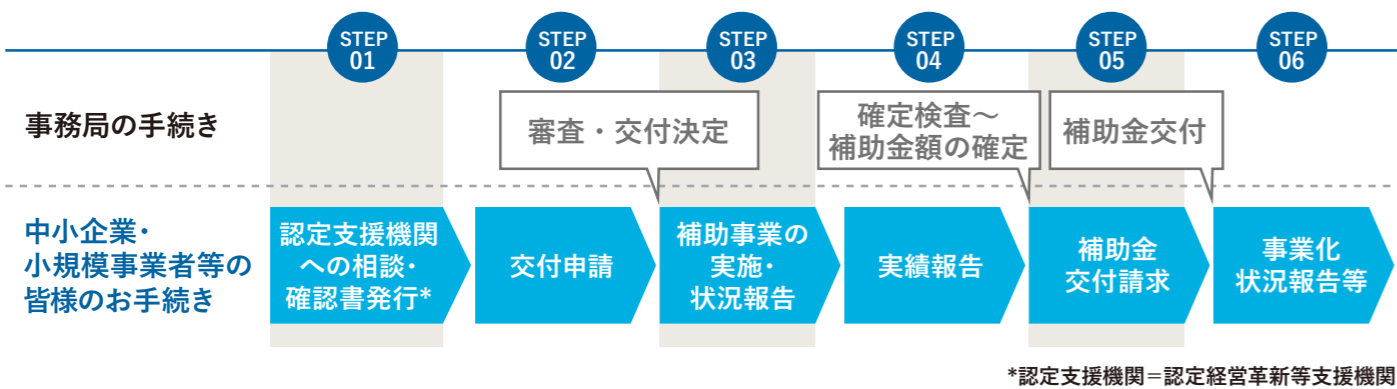 STEP
01
STEP
02
STEP
03
STEP
04
STEP
05
STEP
06
事務局の手続き
審査・交付決定
確定検査～
補助金額の確定
補助金交付
中小企業・
小規模事業者等の
皆様のお手続き
認定支援機関
への相談・
確認書発行*
交付申請
補助事業の
実施・
状況報告
実績報告
補助金
交付請求
事業化
状況報告等
*認定支援機関＝認定経営革新等支援機関